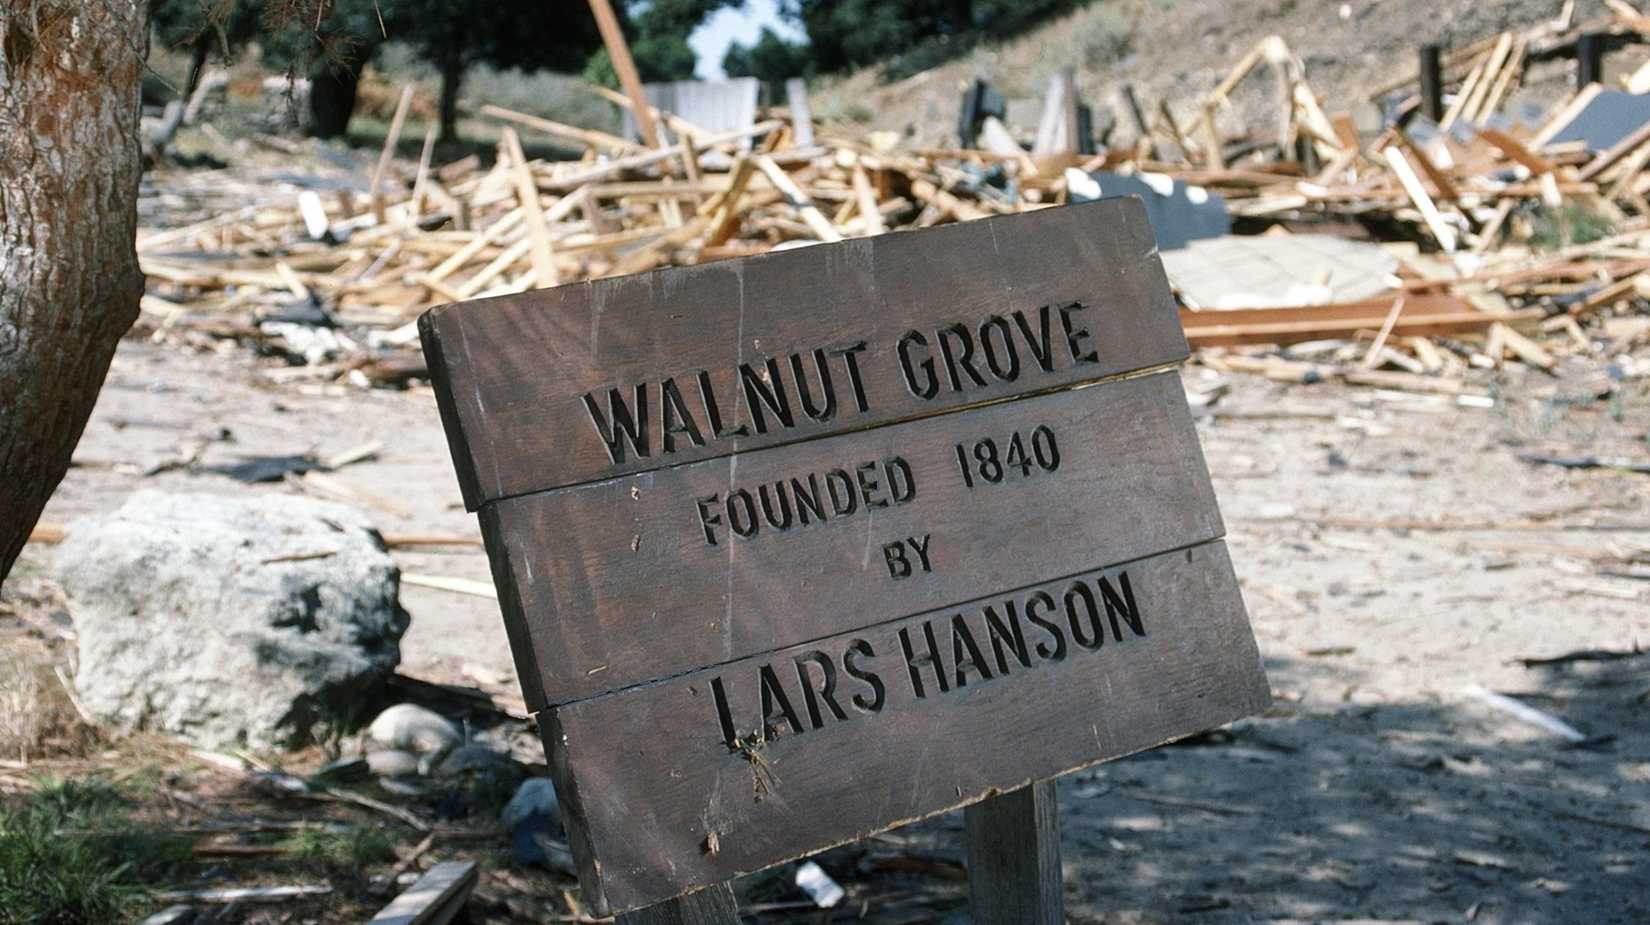 WALNUT GROVE
FOUNDED 1840
BY
LARS HANSON